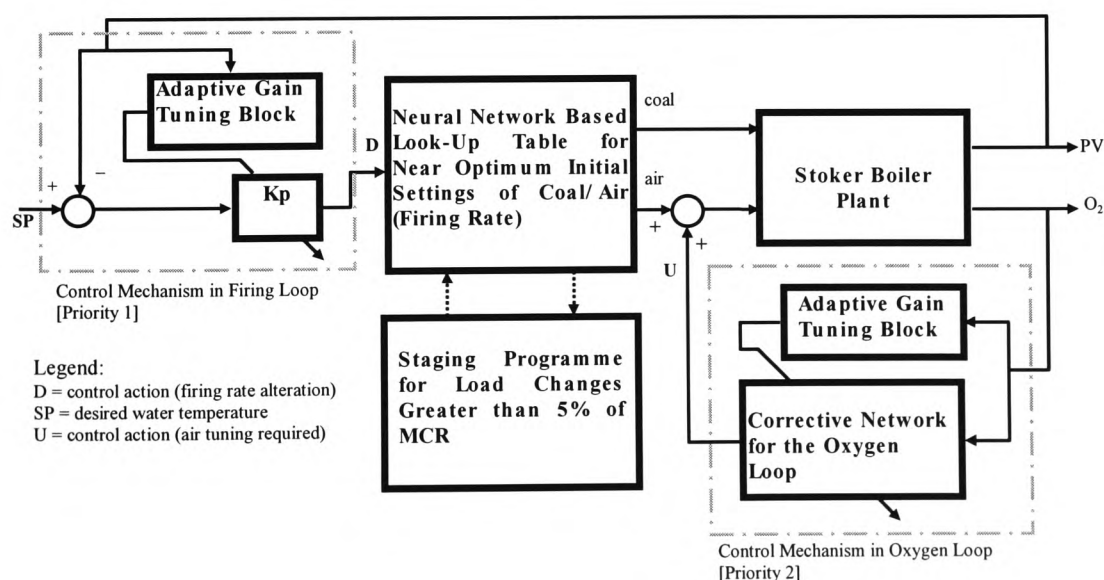 Adaptive Gain
Tuning Block
Kp
+
−
SP
D
Control Mechanism in Firing Loop
[Priority 1]
Neural Network Based
Look-Up Table for
Near Optimum Initial
Settings of Coal/Air
(Firing Rate)
coal
air
+
+
U
Stoker Boiler
Plant
PV
O₂
Staging Programme
for Load Changes
Greater than 5% of
MCR
Adaptive Gain
Tuning Block
Corrective Network
for the Oxygen
Loop
Control Mechanism in Oxygen Loop
[Priority 2]
Legend:
D = control action (firing rate alteration)
SP = desired water temperature
U = control action (air tuning required)